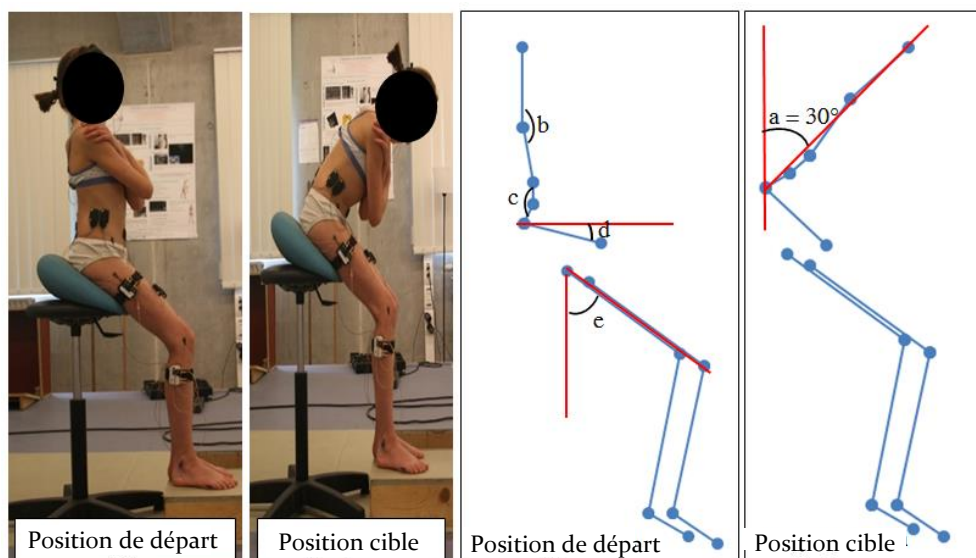 b
c
d
e
a = 30°
Position de départ
Position cible
Position de départ
Position cible